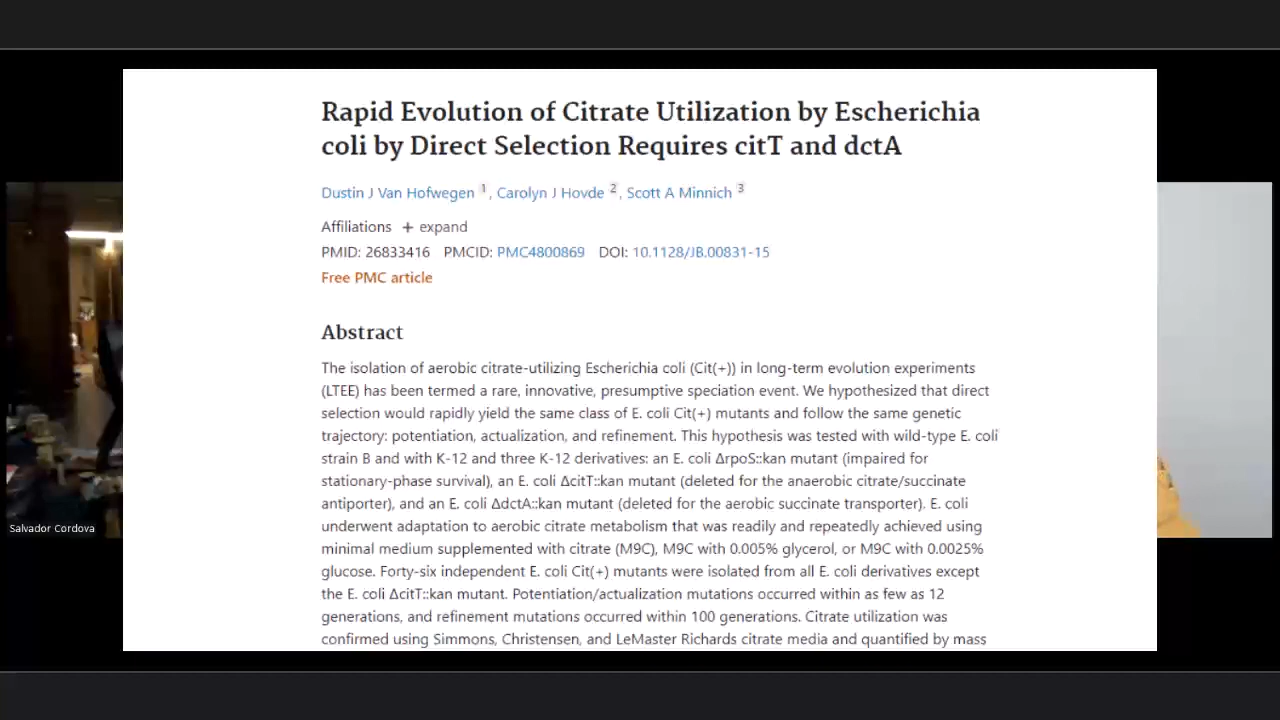 Rapid Evolution of Citrate Utilization by Escherichia
coli by Direct Selection Requires citT and dctA
Dustin J Van Hofwegen 1, Carolyn J Hovde 2, Scott A Minnich 3
Affiliations + expand
PMID: 26833416 PMCID: PMC4800869 DOI: 10.1128/JB.00831-15
Free PMC article
Abstract
The isolation of aerobic citrate-utilizing Escherichia coli (Cit(+)) in long-term evolution experiments
(LTEE) has been termed a rare, innovative, presumptive speciation event. We hypothesized that direct
selection would rapidly yield the same class of E. coli Cit(+) mutants and follow the same genetic
trajectory: potentiation, actualization, and refinement. This hypothesis was tested with wild-type E. coli
strain B and with K-12 and three K-12 derivatives: an E. coli ΔrpoS::kan mutant (impaired for
stationary-phase survival), an E. coli ΔcitT::kan mutant (deleted for the anaerobic citrate/succinate
antiporter), and an E. coli ΔdctA::kan mutant (deleted for the aerobic succinate transporter). E. coli
underwent adaptation to aerobic citrate metabolism that was readily and repeatedly achieved using
minimal medium supplemented with citrate (M9C), M9C with 0.005% glycerol, or M9C with 0.0025%
glucose. Forty-six independent E. coli Cit(+) mutants were isolated from all E. coli derivatives except
the E. coli ΔcitT::kan mutant. Potentiation/actualization mutations occurred within as few as 12
generations, and refinement mutations occurred within 100 generations. Citrate utilization was
confirmed using Simmons, Christensen, and LeMaster Richards citrate media and quantified by mass
Salvador Cordova